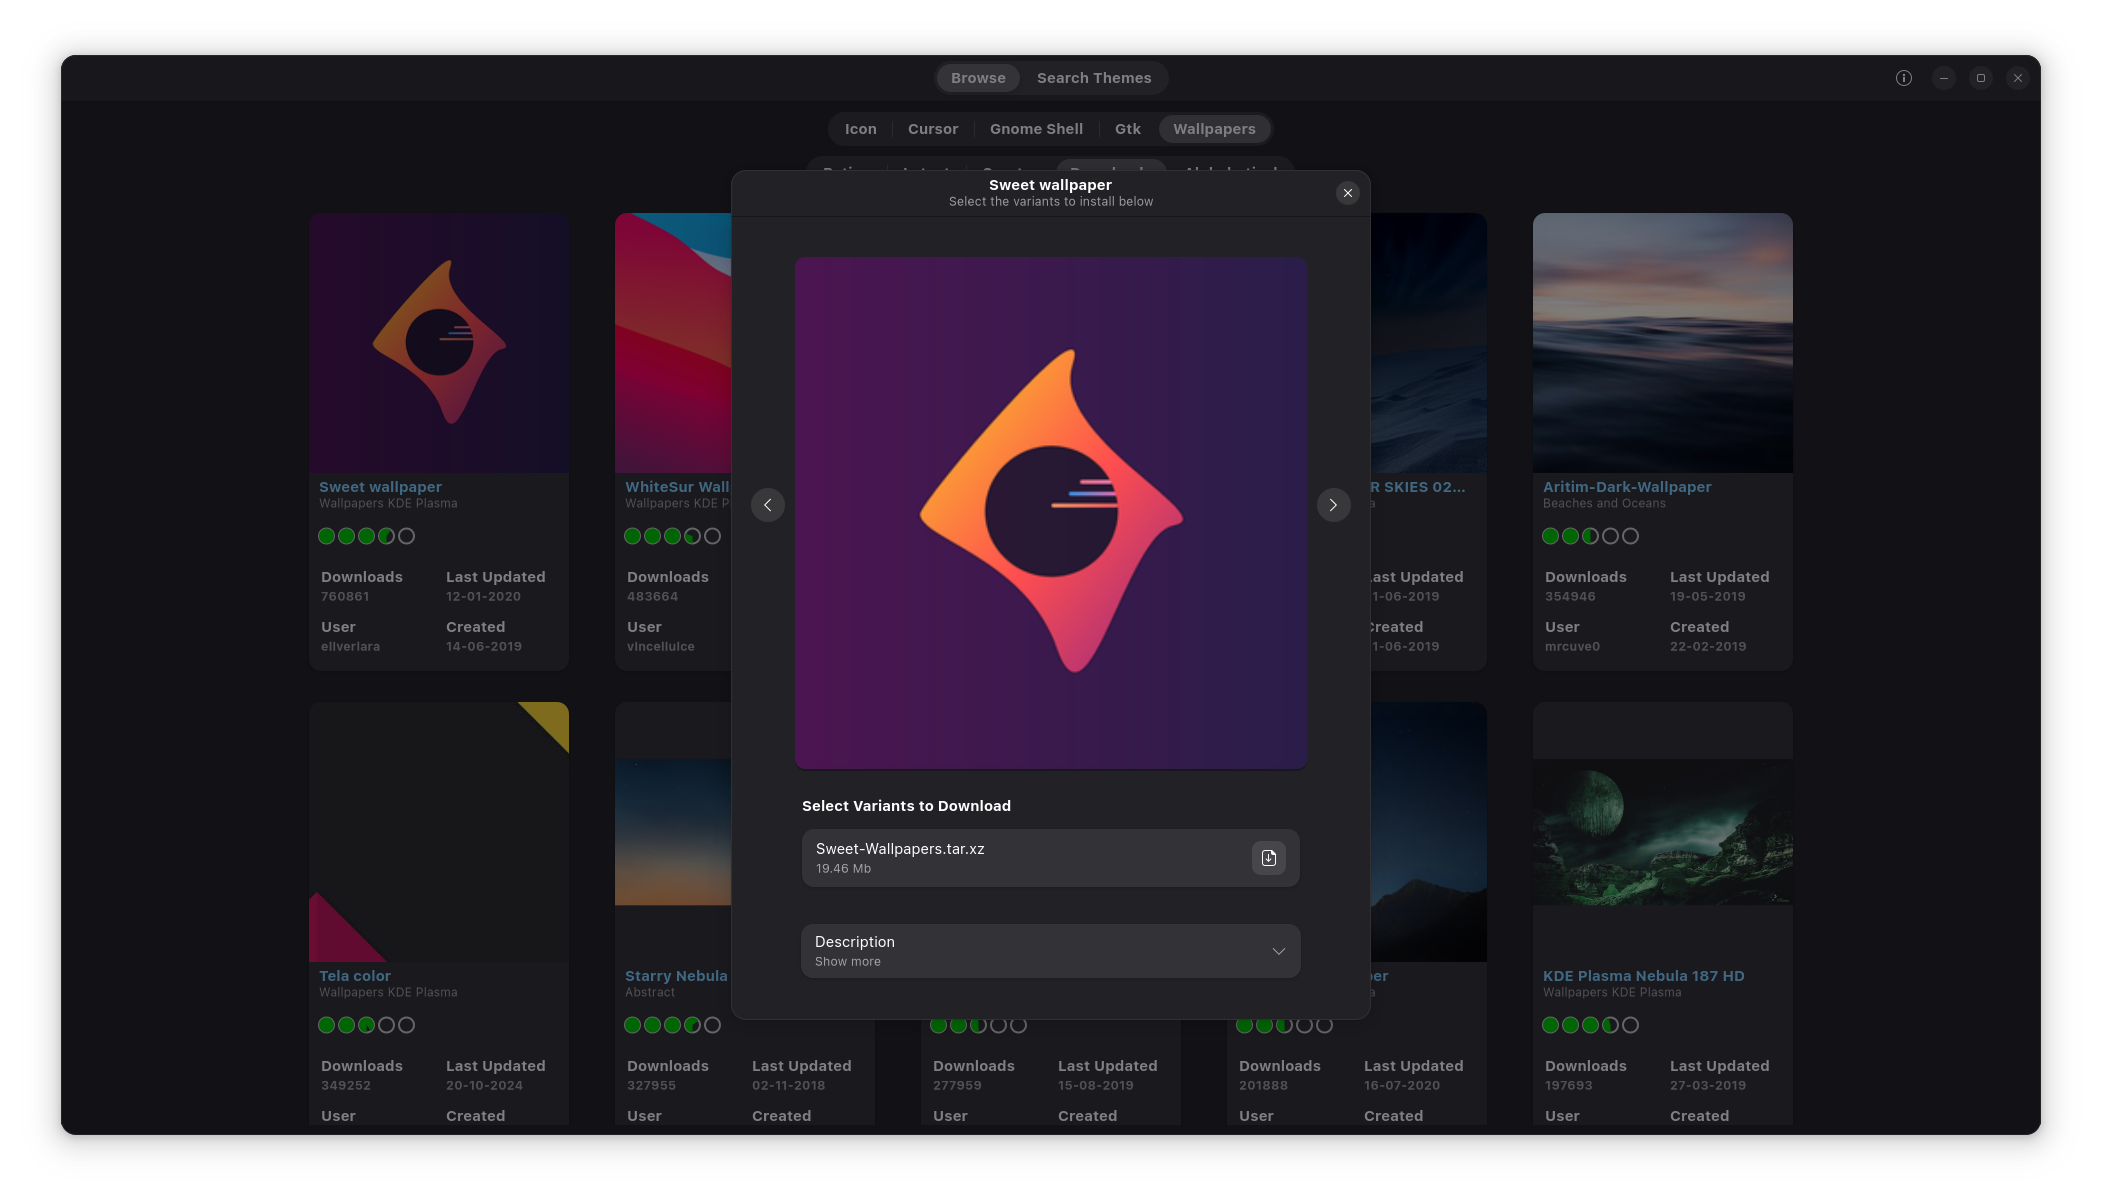 Browse Search Themes
Icon Cursor Gnome Shell Gtk Wallpapers
Sweet wallpaper
Select the variants to install below
Select Variants to Download
Sweet-Wallpapers.tar.xz
19.46 Mb
Description
Show more
Sweet wallpaper
Wallpapers KDE Plasma
Downloads Last Updated
760861 12-01-2020
User Created
eliverlara 14-06-2019
WhiteSur Wall
Wallpapers KDE P
Downloads
483664
User
vinceliuice
R SKIES 02...
a
ast Updated
1-06-2019
reated
1-06-2019
Aritim-Dark-Wallpaper
Beaches and Oceans
Downloads Last Updated
354946 19-05-2019
User Created
mrcuve0 22-02-2019
Tela color
Wallpapers KDE Plasma
Downloads Last Updated
349252 20-10-2024
User Created
Starry Nebula
Abstract
Downloads Last Updated
327955 02-11-2018
User Created
Downloads Last Updated
277959 15-08-2019
User Created
per
a
Downloads Last Updated
201888 16-07-2020
User Created
KDE Plasma Nebula 187 HD
Wallpapers KDE Plasma
Downloads Last Updated
197693 27-03-2019
User Created